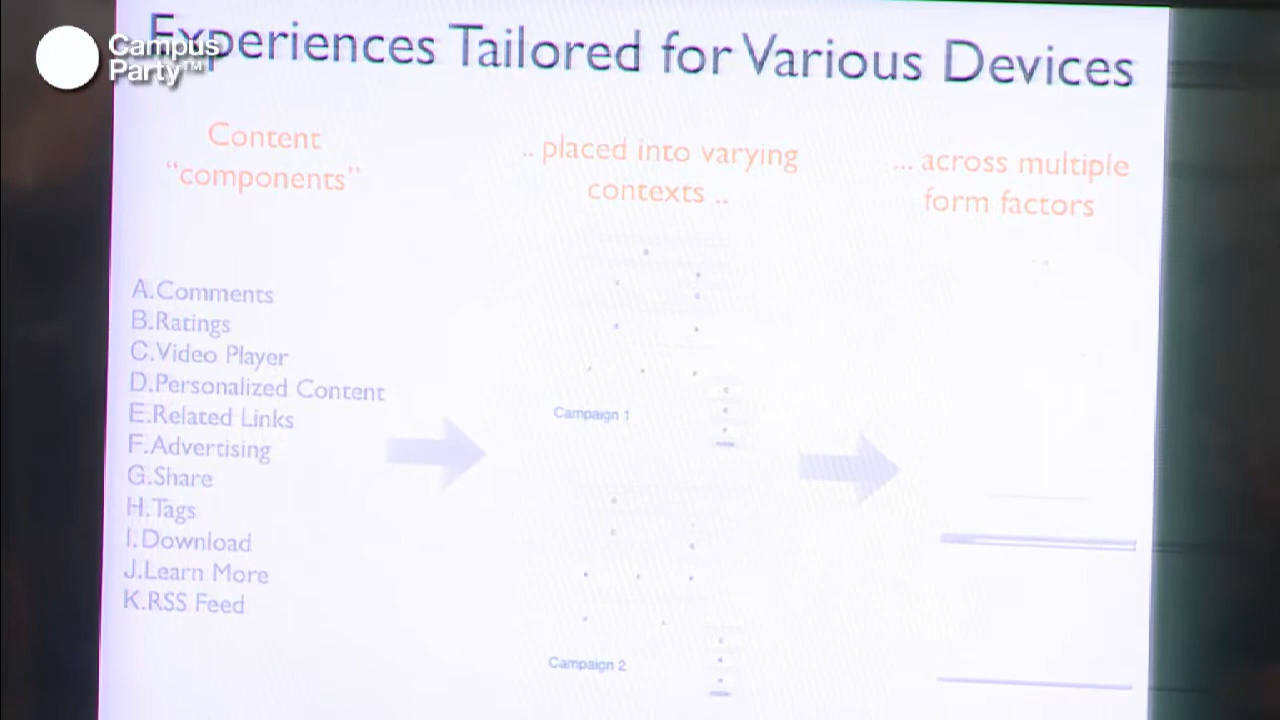 Campus
Party™
Experiences Tailored for Various Devices
Content
“components”
.. placed into varying
contexts ..
... across multiple
form factors
A.Comments
B.Ratings
C.Video Player
D.Personalized Content
E.Related Links
F.Advertising
G.Share
H.Tags
I.Download
J.Learn More
K.RSS Feed
Campaign 1
Campaign 2